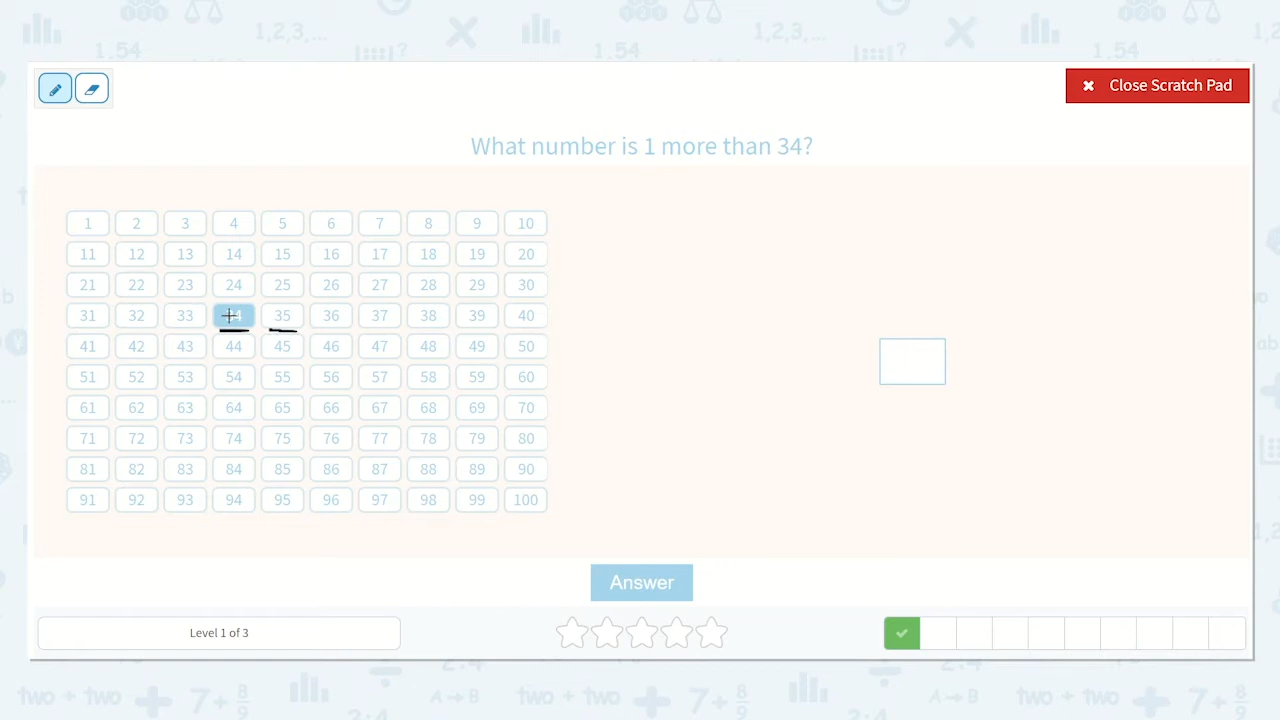 Close Scratch Pad
What number is 1 more than 34?
1 2 3 4 5 6 7 8 9 10
11 12 13 14 15 16 17 18 19 20
21 22 23 24 25 26 27 28 29 30
31 32 33 34 35 36 37 38 39 40
41 42 43 44 45 46 47 48 49 50
51 52 53 54 55 56 57 58 59 60
61 62 63 64 65 66 67 68 69 70
71 72 73 74 75 76 77 78 79 80
81 82 83 84 85 86 87 88 89 90
91 92 93 94 95 96 97 98 99 100
Answer
Level 1 of 3